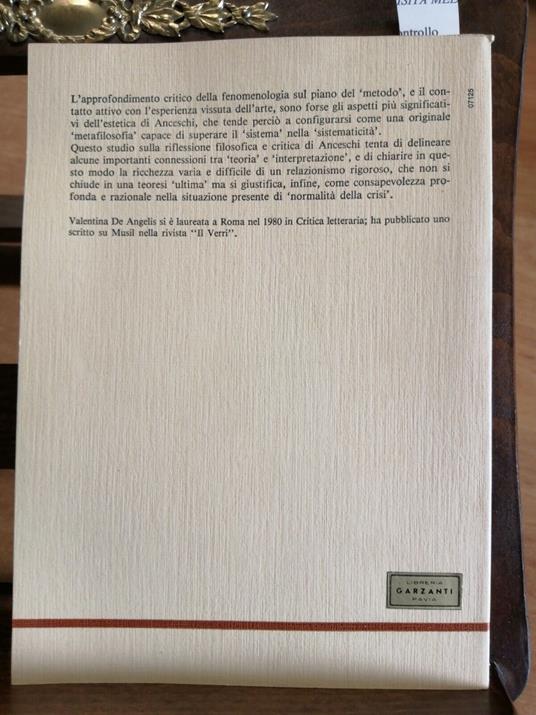 ontrollo
07125
L'approfondimento critico della fenomenologia sul piano del 'metodo', e il con-
tatto attivo con l'esperienza vissuta dell'arte, sono forse gli aspetti più significati-
vi dell'estetica di Anceschi, che tende perciò a configurarsi come una originale
'metafilosofia' capace di superare il 'sistema' nella 'sistematicità'.
Questo studio sulla riflessione filosofica e critica di Anceschi tenta di delineare
alcune importanti connessioni tra 'teoria' e 'interpretazione', e di chiarire in que-
sto modo la ricchezza varia e difficile di un relazionismo rigoroso, che non si
chiude in una teoresi 'ultima' ma si giustifica, infine, come consapevolezza pro-
fonda e razionale nella situazione presente di 'normalità della crisi'.
Valentina De Angelis si è laureata a Roma nel 1980 in Critica letteraria; ha pubblicato uno
scritto su Musil nella rivista "Il Verri".
LIBRERIA
GARZANTI
PAVIA